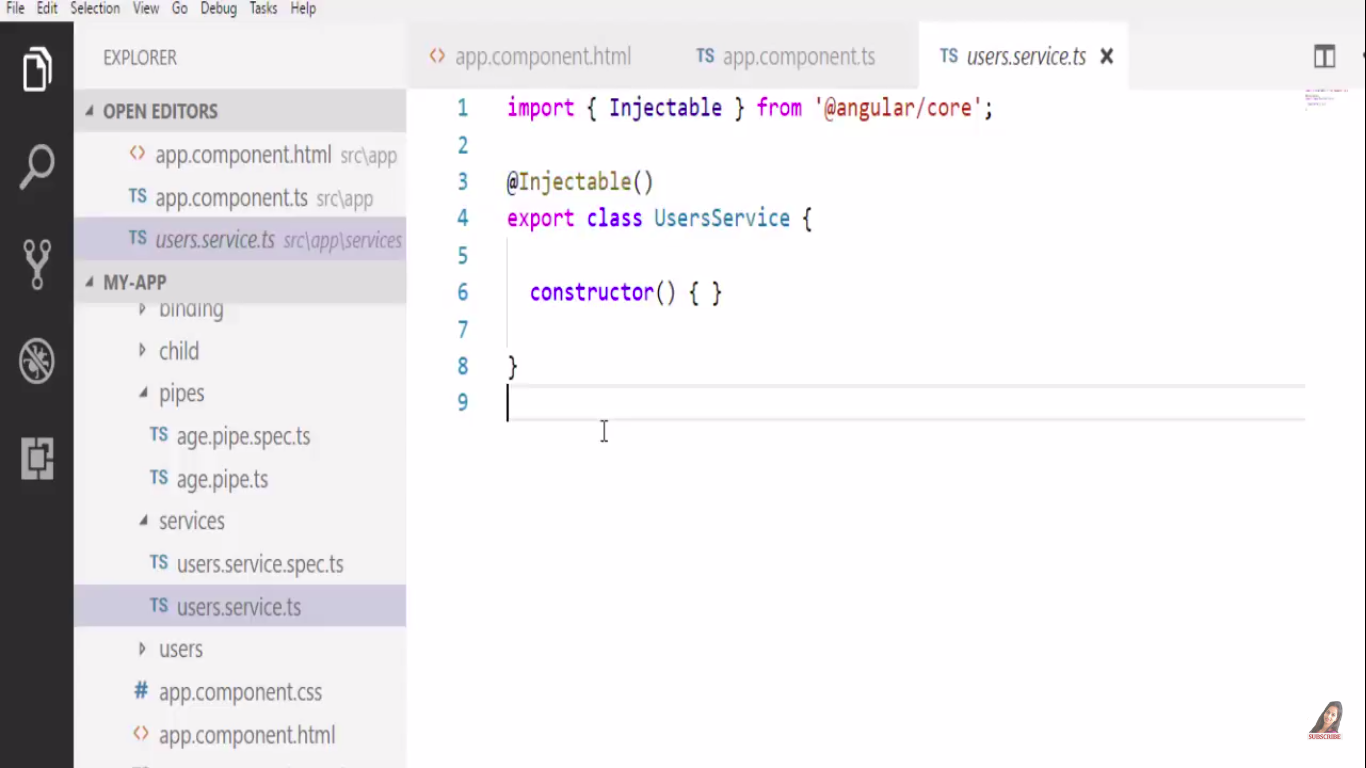 File Edit Selection View Go Debug Tasks Help
EXPLORER
OPEN EDITORS
app.component.html src\app
TS app.component.ts src\app
TS users.service.ts src\app\services
MY-APP
binding
child
pipes
TS age.pipe.spec.ts
TS age.pipe.ts
services
TS users.service.spec.ts
TS users.service.ts
users
# app.component.css
<> app.component.html
<> app.component.html TS app.component.ts TS users.service.ts
1 import { Injectable } from '@angular/core';
2
3 @Injectable()
4 export class UsersService {
5
6 constructor() { }
7
8 }
9
SUBSCRIBE